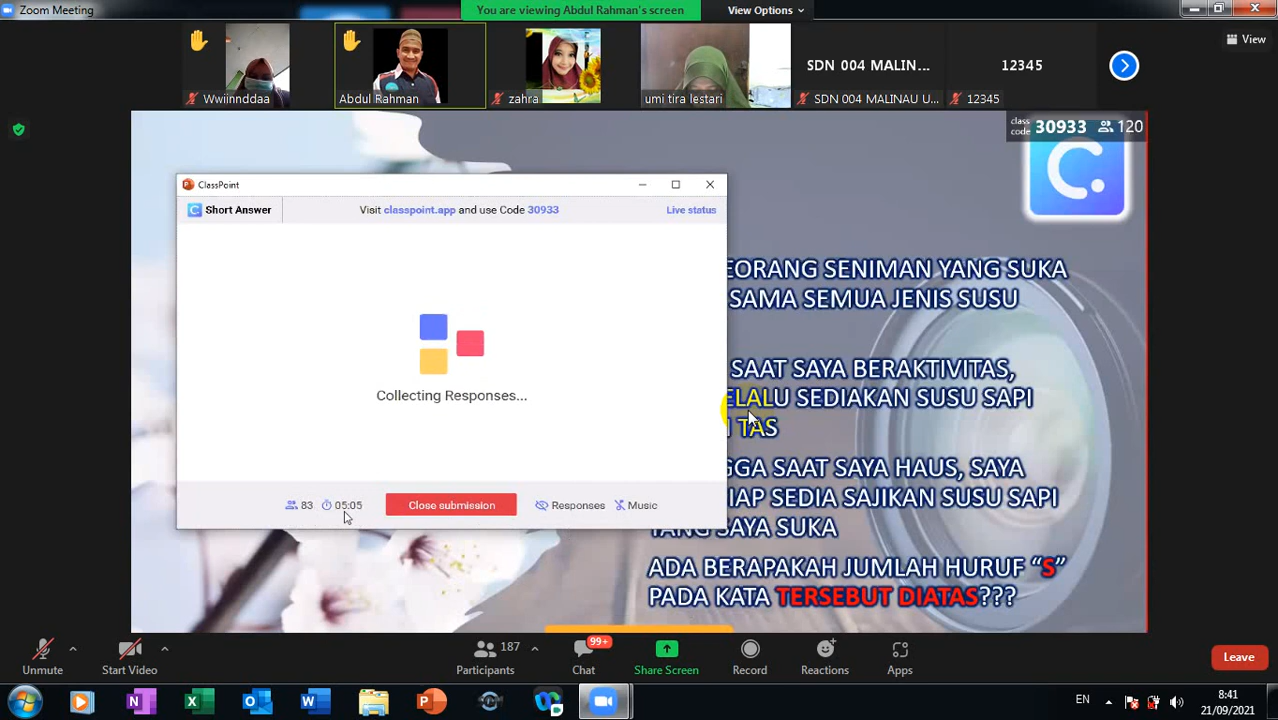 Zoom Meeting
You are viewing Abdul Rahman's screen
View Options
View
Wwiinnddaa
Abdul Rahman
zahra
umi tira lestari
SDN 004 MALIN...
SDN 004 MALINAU U...
12345
12345
class code 30933 120
ClassPoint
Short Answer
Visit classpoint.app and use Code 30933
Live status
Collecting Responses...
83 05:05 Close submission Responses Music
EORANG SENIMAN YANG SUKA
SAMA SEMUA JENIS SUSU
SAAT SAYA BERAKTIVITAS,
ELALU SEDIAKAN SUSU SAPI
TAS
GGA SAAT SAYA HAUS, SAYA
IAP SEDIA SAJIKAN SUSU SAPI
YANG SAYA SUKA
ADA BERAPAKAH JUMLAH HURUF “S”
PADA KATA TERSEBUT DIATAS???
Unmute
Start Video
187
Participants
99+
Chat
Share Screen
Record
Reactions
Apps
Leave
EN
8:41
21/09/2021